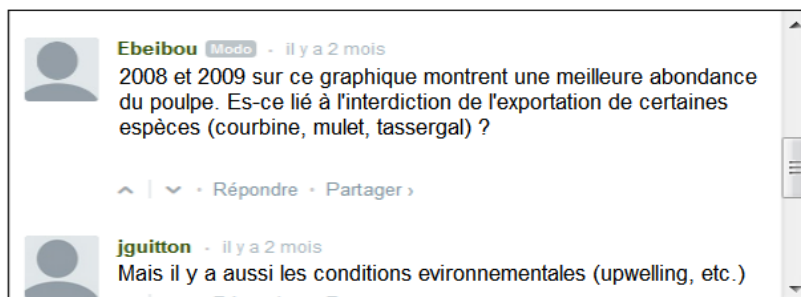 Ebeibou Modo · il y a 2 mois
2008 et 2009 sur ce graphique montrent une meilleure abondance
du poulpe. Es-ce lié à l'interdiction de l'exportation de certaines
espèces (courbine, mulet, tassergal) ?
Répondre · Partager ›
jguitton · il y a 2 mois
Mais il y a aussi les conditions evironnementales (upwelling, etc.)